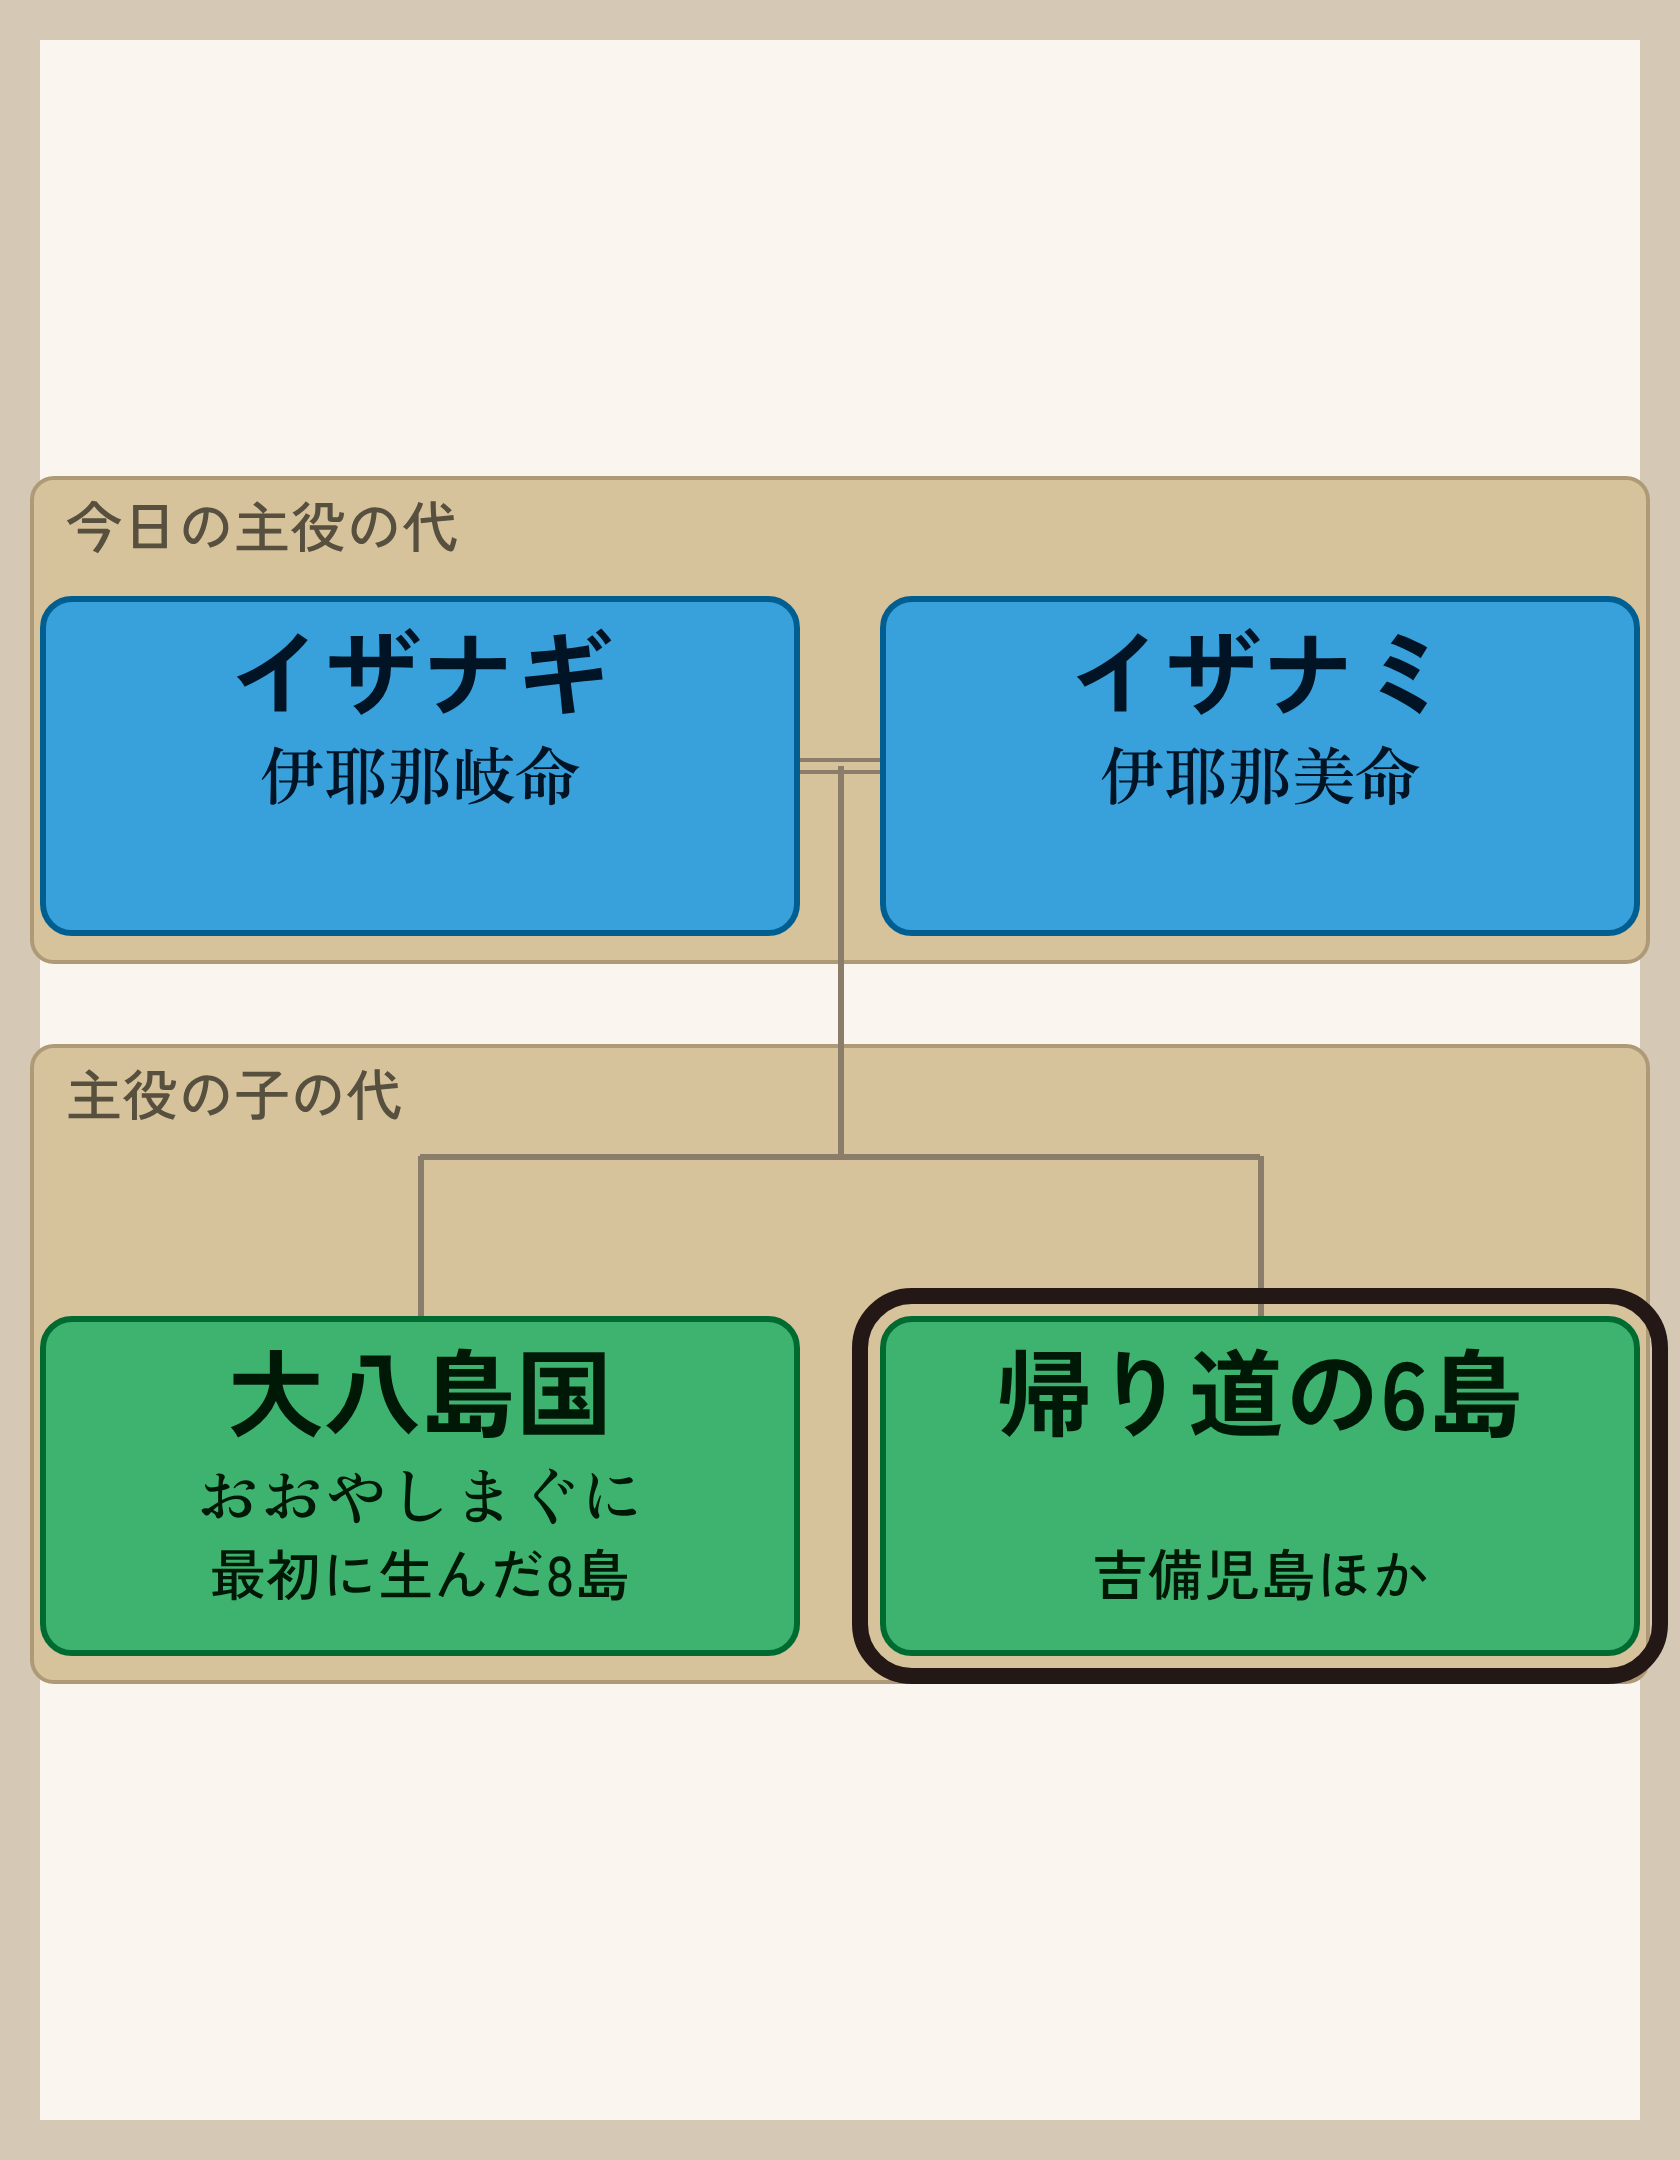 今日の主役の代
イザナギ
伊耶那岐命
イザナミ
伊耶那美命
主役の子の代
大八島国
おおやしまぐに
最初に生んだ8島
帰り道の6島
吉備児島ほか